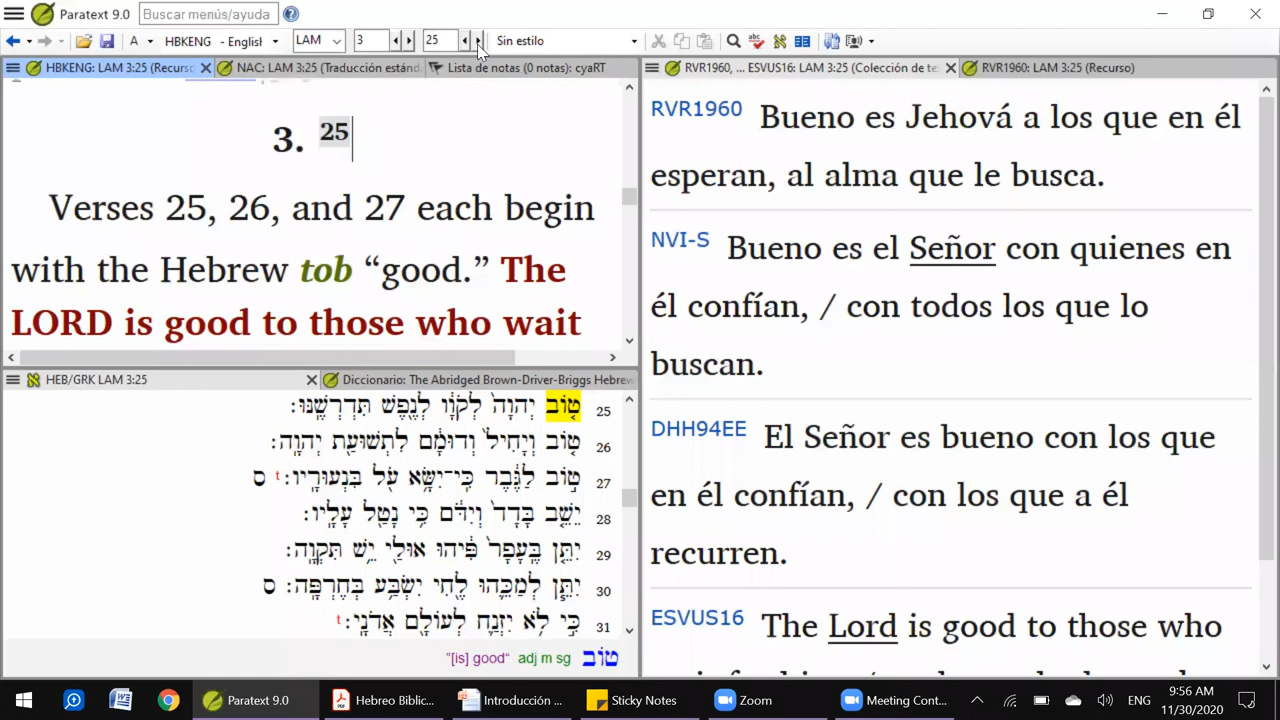 Paratext 9.0
Buscar menús/ayuda
HBKENG - English
LAM
3
25
Sin estilo
HBKENG: LAM 3:25 (Recurso
NAC: LAM 3:25 (Traducción estánd
Lista de notas (0 notas): cyaRT
3. 25
Verses 25, 26, and 27 each begin
with the Hebrew tob “good.” The
LORD is good to those who wait
HEB/GRK LAM 3:25
Diccionario: The Abridged Brown-Driver-Briggs Hebrew
25 ט֤וֹב יְהוָה֙ לְקֹוָ֔ו לְנֶ֖פֶשׁ תִּדְרְשֶֽׁנּוּ׃
26 ט֤וֹב וְיָחִיל֙ וְדוּמָ֔ם לִתְשׁוּעַ֖ת יְהוָֽה׃
27 ט֣וֹב לַגֶּ֔בֶר כִּֽי־יִשָּׂ֥א עֹ֖ל בִּנְעוּרָֽיו׃ t ס
28 יֵשֵׁ֤ב בָּדָד֙ וְיִדֹּ֔ם כִּ֥י נָטַ֖ל עָלָֽיו׃
29 יִתֵּ֤ן בֶּֽעָפָר֙ פִּ֔יהוּ אוּלַ֖י יֵ֥שׁ תִּקְוָֽה׃
30 יִתֵּ֧ן לְמַכֵּ֛הוּ לֶ֖חִי יִשְׂבַּ֥ע בְּחֶרְפָּֽה׃ ס
31 כִּ֣י לֹ֥א יִזְנַ֛ח לְעוֹלָ֖ם אֲדֹנָֽי׃ t
"[is] good" adj m sg טוֹב
RVR1960, ... ESVUS16: LAM 3:25 (Colección de te
RVR1960: LAM 3:25 (Recurso)
RVR1960 Bueno es Jehová a los que en él
esperan, al alma que le busca.
NVI-S Bueno es el Señor con quienes en
él confían, / con todos los que lo
buscan.
DHH94EE El Señor es bueno con los que
en él confían, / con los que a él
recurren.
ESVUS16 The Lord is good to those who
Paratext 9.0
Hebreo Biblic...
Introducción ...
Sticky Notes
Zoom
Meeting Cont...
ENG
9:56 AM
11/30/2020